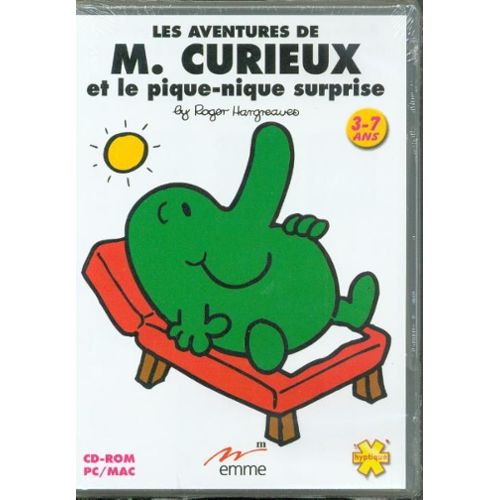 LES AVENTURES DE
M. CURIEUX
et le pique-nique surprise
by Roger Hargreaves
3-7
ANS
CD-ROM
PC/MAC
m
emme
hyptique